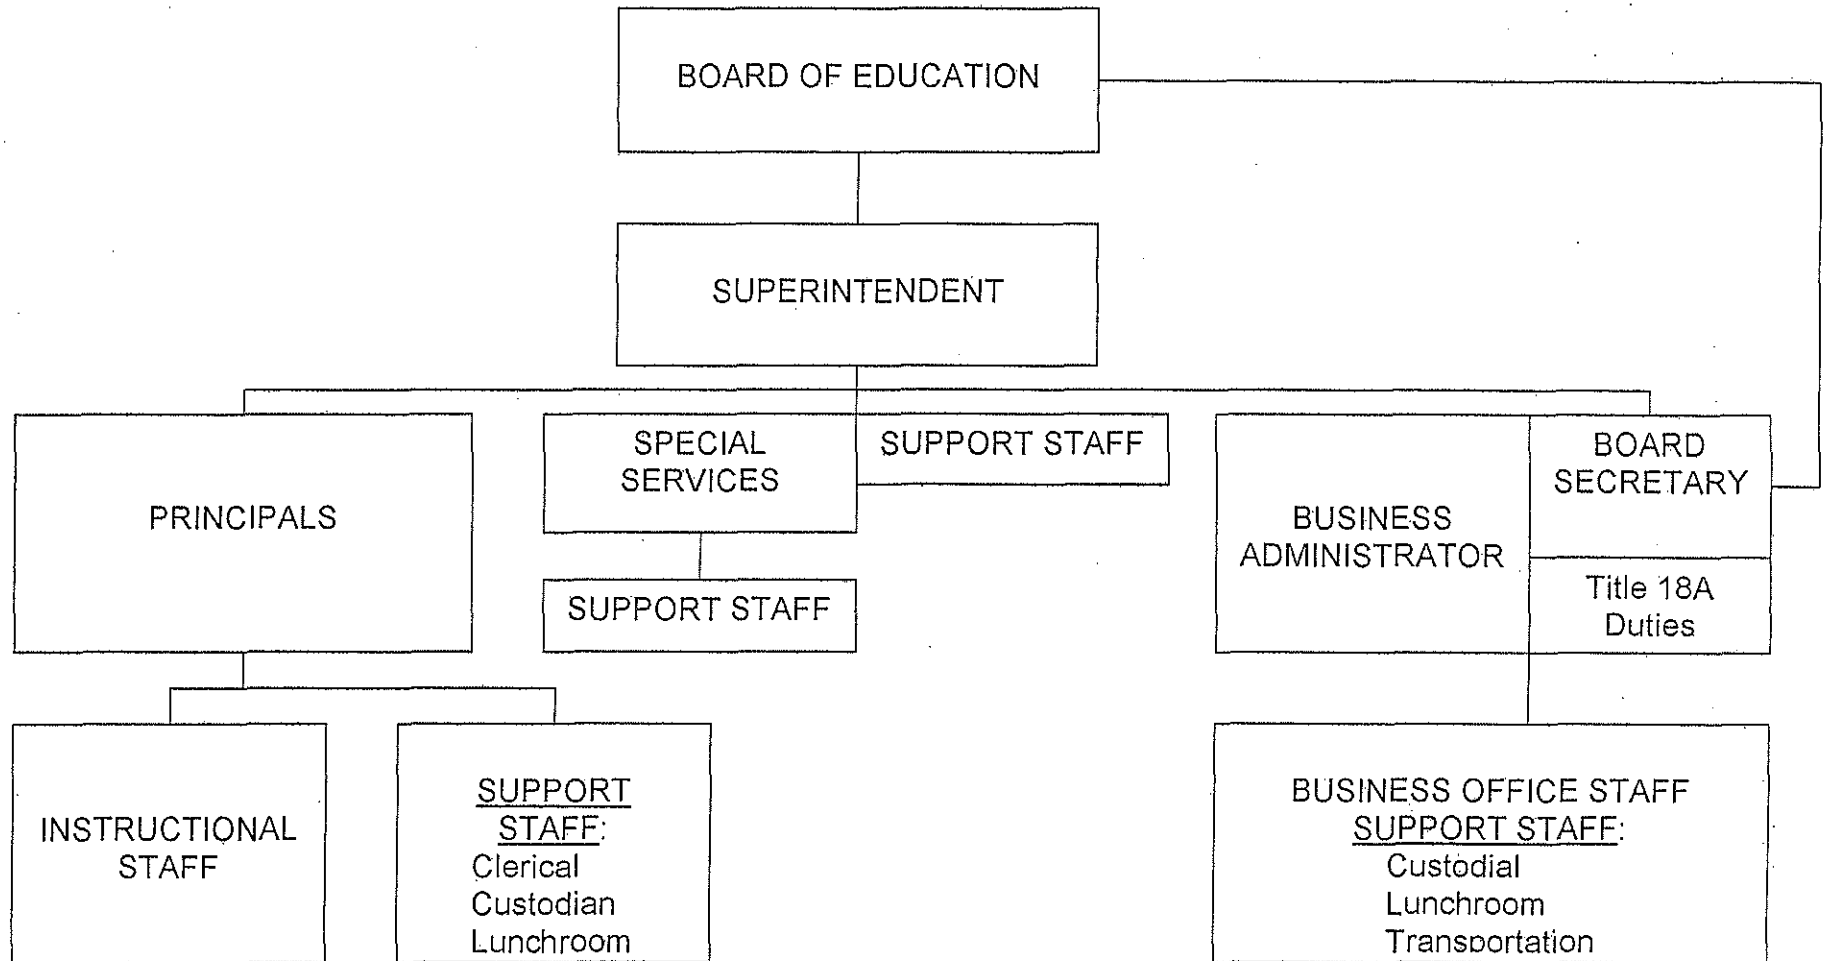 BOARD OF EDUCATION
SUPERINTENDENT
PRINCIPALS
SPECIAL
SERVICES
SUPPORT STAFF
SUPPORT STAFF
BUSINESS
ADMINISTRATOR
BOARD
SECRETARY
Title 18A
Duties
INSTRUCTIONAL
STAFF
SUPPORT
STAFF:
Clerical
Custodian
Lunchroom
BUSINESS OFFICE STAFF
SUPPORT STAFF:
Custodial
Lunchroom
Transportation